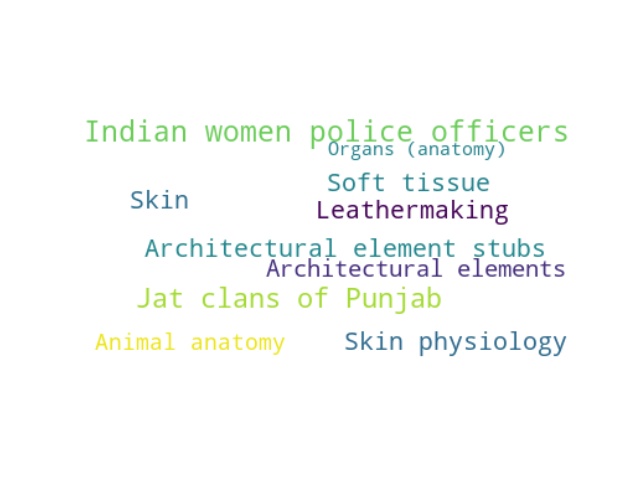 Indian women police officers
Organs (anatomy)
Soft tissue
Skin
Leathermaking
Architectural element stubs
Architectural elements
Jat clans of Punjab
Animal anatomy
Skin physiology